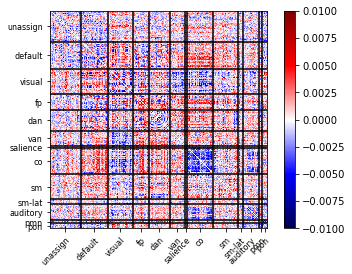 unassign
default
visual
fp
dan
van
salience
co
sm
sm-lat
auditory
pmn
pon
unassign
default
visual
fp
dan
van
salience
co
sm
sm-lat
auditory
0.0100
0.0075
0.0050
0.0025
0.0000
−0.0025
−0.0050
−0.0075
−0.0100